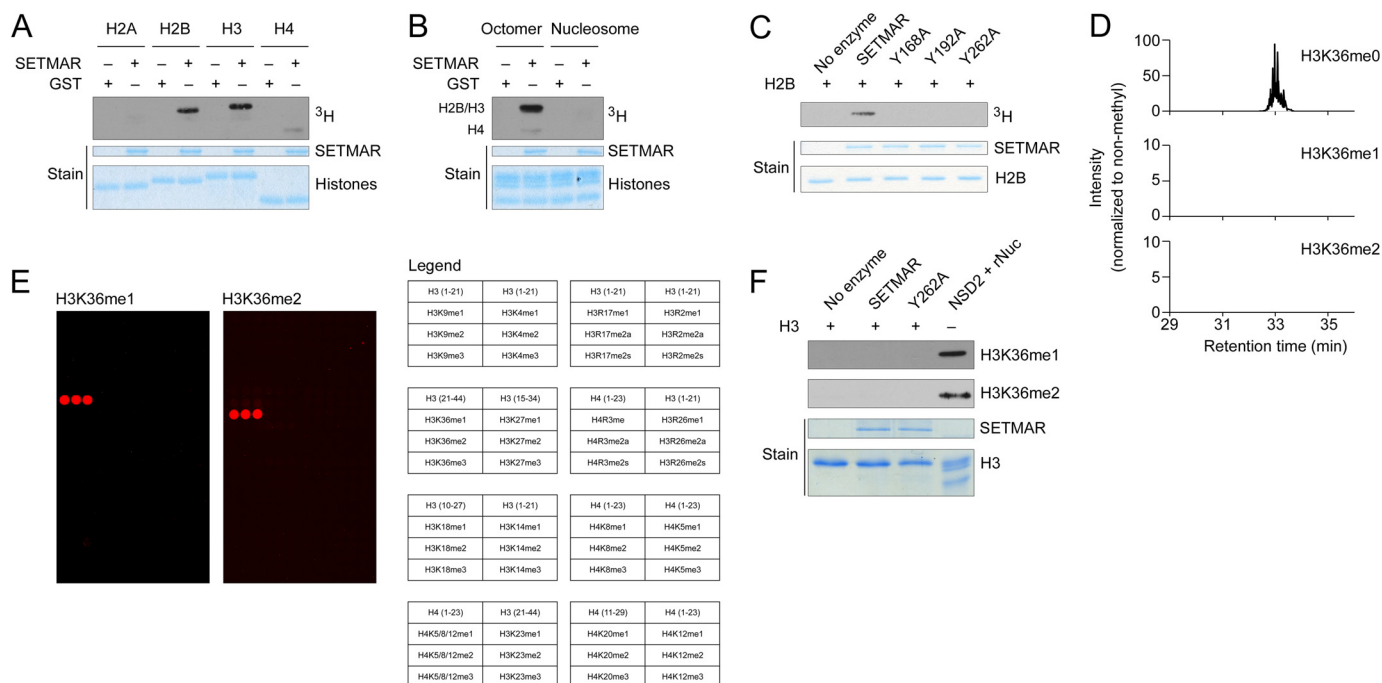 A
H2A H2B H3 H4
SETMAR – + – + – + – +
GST + – + – + – + –
3H
SETMAR
Stain
Histones
B
Octomer Nucleosome
SETMAR – + – +
GST + – + –
H2B/H3
H4
3H
SETMAR
Stain
Histones
C
No enzyme SETMAR Y168A Y192A Y262A
H2B + + + + +
3H
SETMAR
Stain
H2B
D
Intensity
(normalized to non-methyl)
H3K36me0
100
50
0
H3K36me1
10
5
0
H3K36me2
10
5
0
29 31 33 35
Retention time (min)
E
H3K36me1 H3K36me2
Legend
H3 (1-21) H3 (1-21) H3 (1-21) H3 (1-21)
H3K9me1 H3K4me1 H3R17me1 H3R2me1
H3K9me2 H3K4me2 H3R17me2a H3R2me2a
H3K9me3 H3K4me3 H3R17me2s H3R2me2s
H3 (21-44) H3 (15-34) H4 (1-23) H3 (1-21)
H3K36me1 H3K27me1 H4R3me H3R26me1
H3K36me2 H3K27me2 H4R3me2a H3R26me2a
H3K36me3 H3K27me3 H4R3me2s H3R26me2s
H3 (10-27) H3 (1-21) H4 (1-23) H4 (1-23)
H3K18me1 H3K14me1 H4K8me1 H4K5me1
H3K18me2 H3K14me2 H4K8me2 H4K5me2
H3K18me3 H3K14me3 H4K8me3 H4K5me3
H4 (1-23) H3 (21-44) H4 (11-29) H4 (1-23)
H4K5/8/12me1 H3K23me1 H4K20me1 H4K12me1
H4K5/8/12me2 H3K23me2 H4K20me2 H4K12me2
H4K5/8/12me3 H3K23me3 H4K20me3 H4K12me3
F
No enzyme SETMAR Y262A NSD2 + rNuc
H3 + + + –
H3K36me1
H3K36me2
SETMAR
Stain
H3